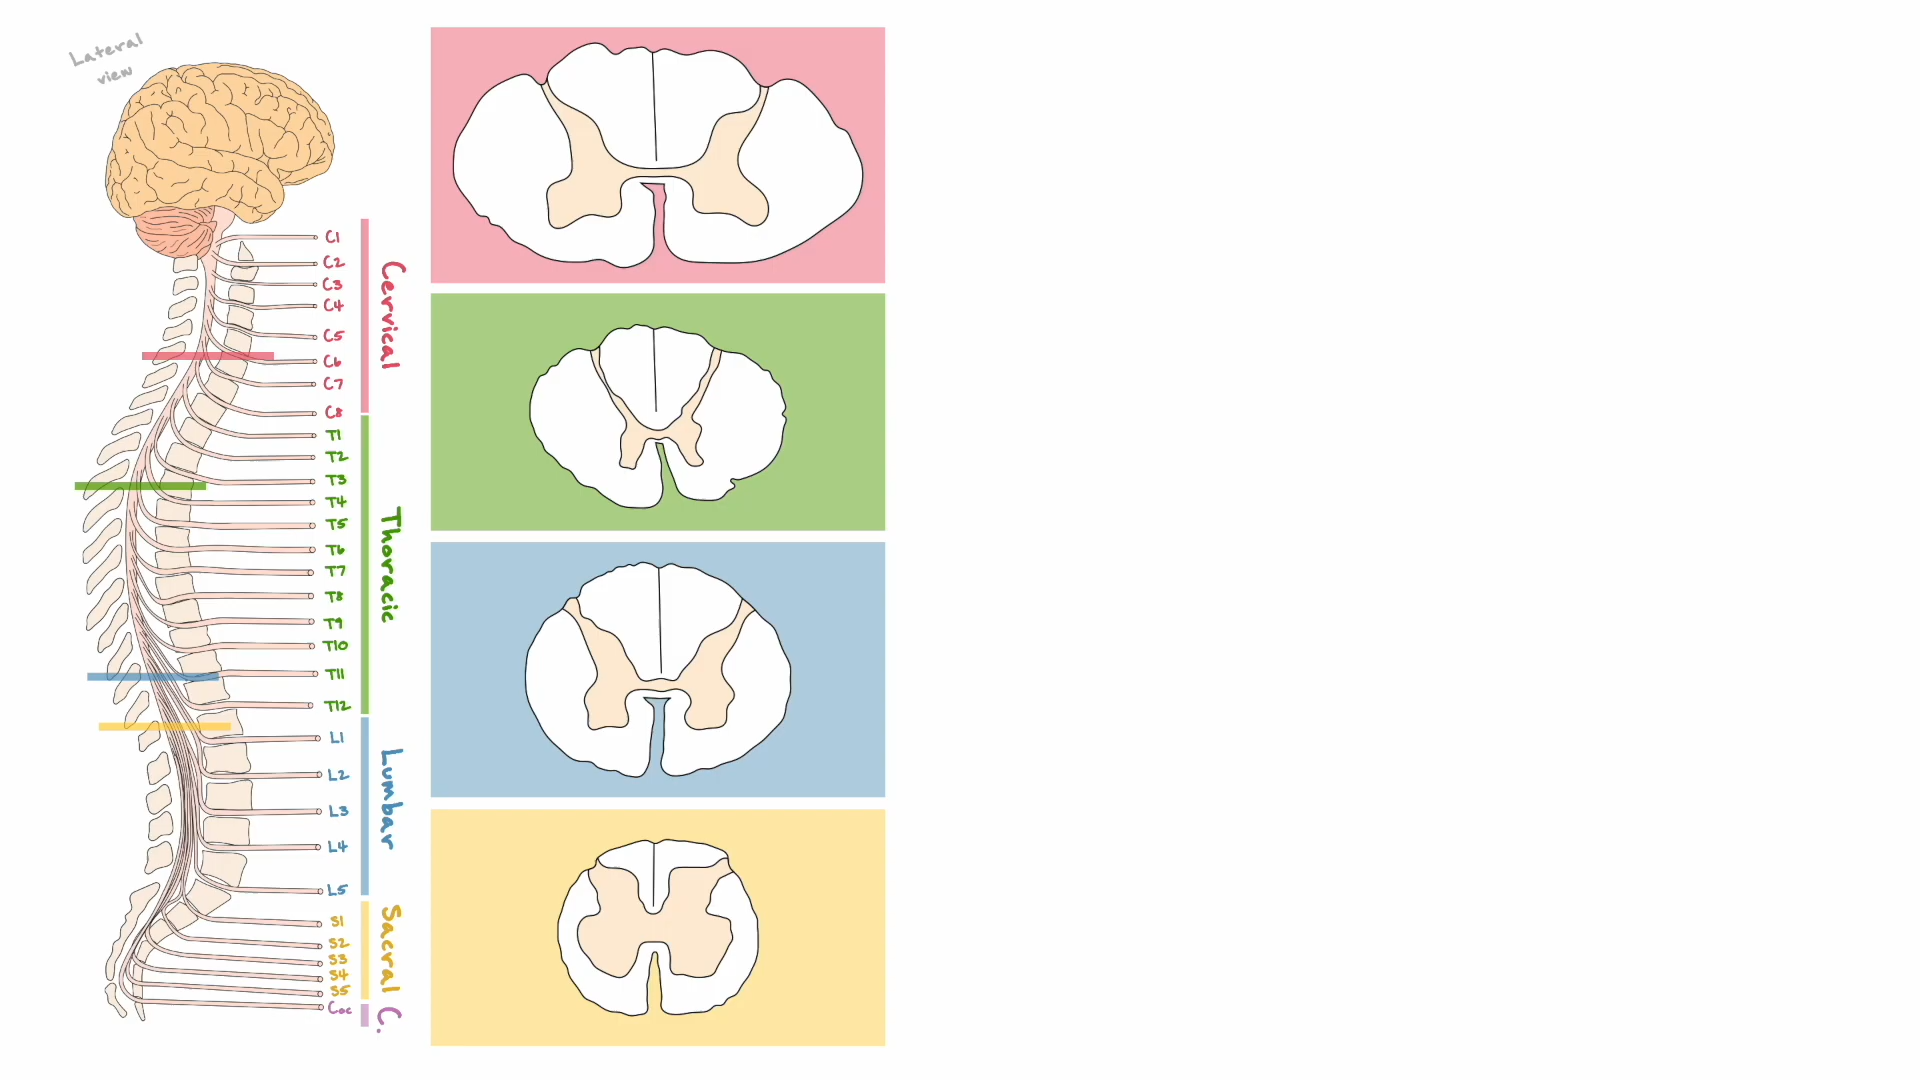 Lateral
view
C1
C2
C3
C4
C5
C6
C7
C8
Cervical
T1
T2
T3
T4
T5
T6
T7
T8
T9
T10
T11
T12
Thoracic
L1
L2
L3
L4
L5
Lumbar
S1
S2
S3
S4
S5
Sacral
Coc
C.